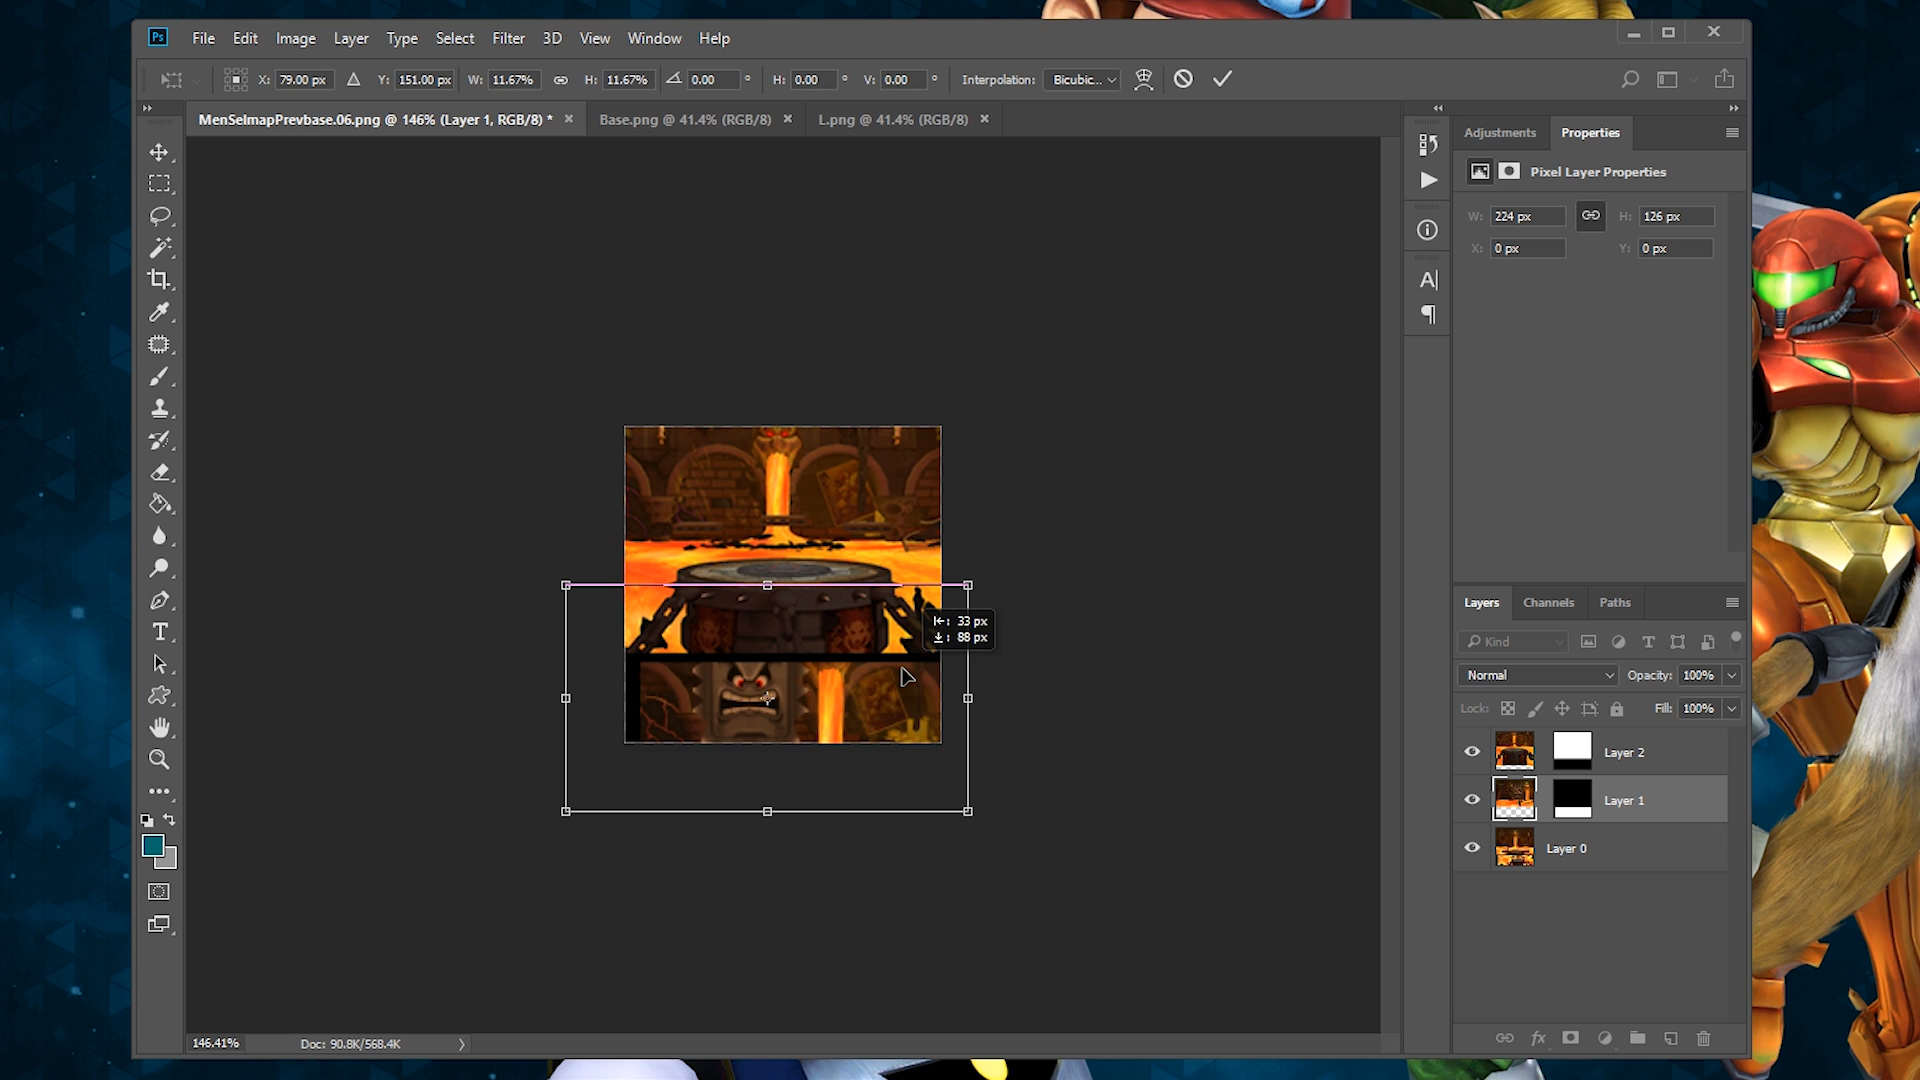 Ps File Edit Image Layer Type Select Filter 3D View Window Help
X: 79.00 px Y: 151.00 px W: 11.67% H: 11.67% 0.00 ° H: 0.00 ° V: 0.00 ° Interpolation: Bicubic...
MenSelmapPrevbase.06.png @ 146% (Layer 1, RGB/8) * × Base.png @ 41.4% (RGB/8) × L.png @ 41.4% (RGB/8) ×
Adjustments Properties
Pixel Layer Properties
W: 224 px H: 126 px
X: 0 px Y: 0 px
33 px
88 px
Layers Channels Paths
Kind
Normal Opacity: 100%
Lock: Fill: 100%
Layer 2
Layer 1
Layer 0
fx
146.41% Doc: 90.8K/568.4K